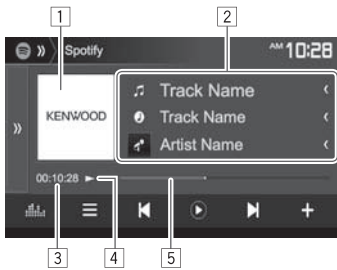 1 2
Spotify AM 10:28
KENWOOD
Track Name
Track Name
Artist Name
00:10:28
3 4 5